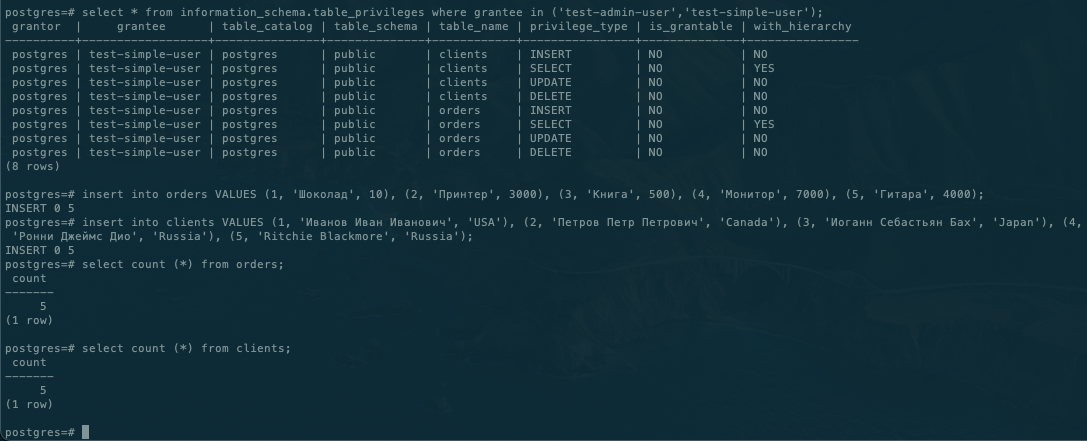 postgres=# select * from information_schema.table_privileges where grantee in ('test-admin-user','test-simple-user');
 grantor  |     grantee      | table_catalog | table_schema | table_name | privilege_type | is_grantable | with_hierarchy
----------+------------------+---------------+--------------+------------+----------------+--------------+----------------
 postgres | test-simple-user | postgres      | public       | clients    | INSERT         | NO           | NO
 postgres | test-simple-user | postgres      | public       | clients    | SELECT         | NO           | YES
 postgres | test-simple-user | postgres      | public       | clients    | UPDATE         | NO           | NO
 postgres | test-simple-user | postgres      | public       | clients    | DELETE         | NO           | NO
 postgres | test-simple-user | postgres      | public       | orders     | INSERT         | NO           | NO
 postgres | test-simple-user | postgres      | public       | orders     | SELECT         | NO           | YES
 postgres | test-simple-user | postgres      | public       | orders     | UPDATE         | NO           | NO
 postgres | test-simple-user | postgres      | public       | orders     | DELETE         | NO           | NO
(8 rows)
postgres=# insert into orders VALUES (1, 'Шоколад', 10), (2, 'Принтер', 3000), (3, 'Книга', 500), (4, 'Монитор', 7000), (5, 'Гитара', 4000);
INSERT 0 5
postgres=# insert into clients VALUES (1, 'Иванов Иван Иванович', 'USA'), (2, 'Петров Петр Петрович', 'Canada'), (3, 'Иоганн Себастьян Бах', 'Japan'), (4,
 'Ронни Джеймс Дио', 'Russia'), (5, 'Ritchie Blackmore', 'Russia');
INSERT 0 5
postgres=# select count (*) from orders;
 count
-------
     5
(1 row)
postgres=# select count (*) from clients;
 count
-------
     5
(1 row)
postgres=#